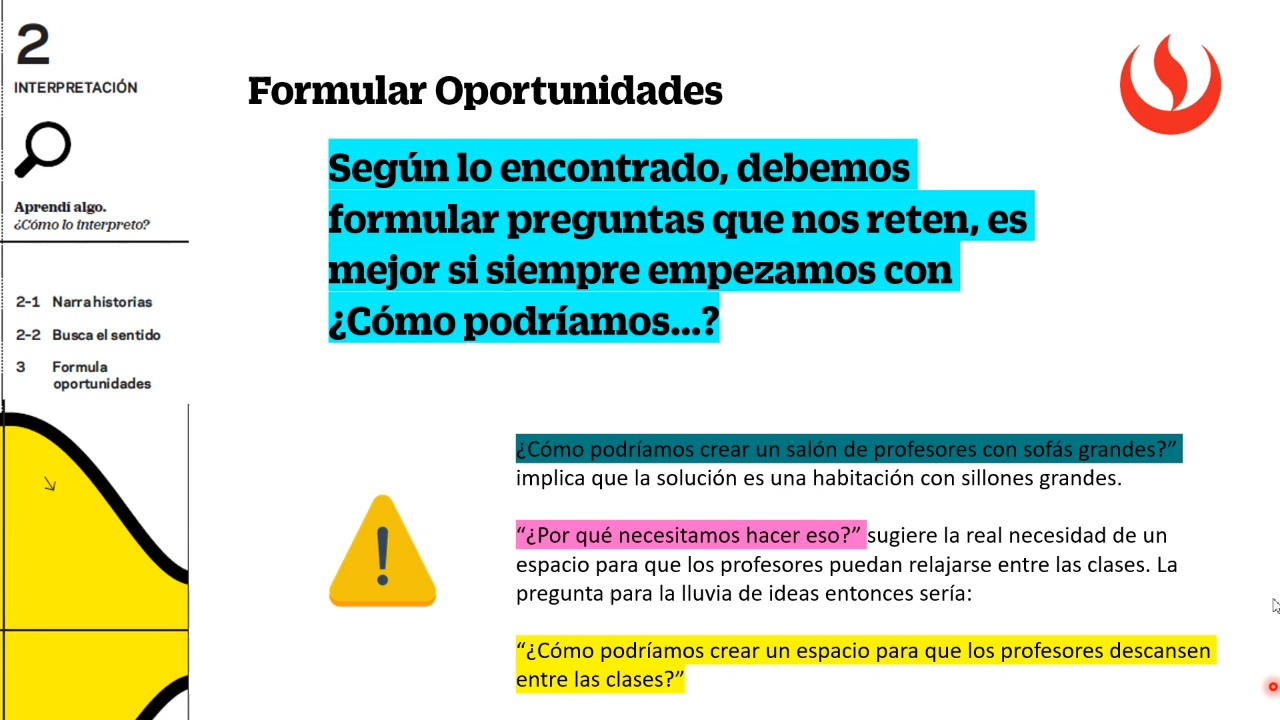 2
INTERPRETACIÓN
Aprendí algo.
¿Cómo lo interpreto?
2-1 Narra historias
2-2 Busca el sentido
3 Formula
oportunidades
Formular Oportunidades
Según lo encontrado, debemos
formular preguntas que nos reten, es
mejor si siempre empezamos con
¿Cómo podríamos...?
¿Cómo podríamos crear un salón de profesores con sofás grandes?”
implica que la solución es una habitación con sillones grandes.
“¿Por qué necesitamos hacer eso?” sugiere la real necesidad de un
espacio para que los profesores puedan relajarse entre las clases. La
pregunta para la lluvia de ideas entonces sería:
“¿Cómo podríamos crear un espacio para que los profesores descansen
entre las clases?”